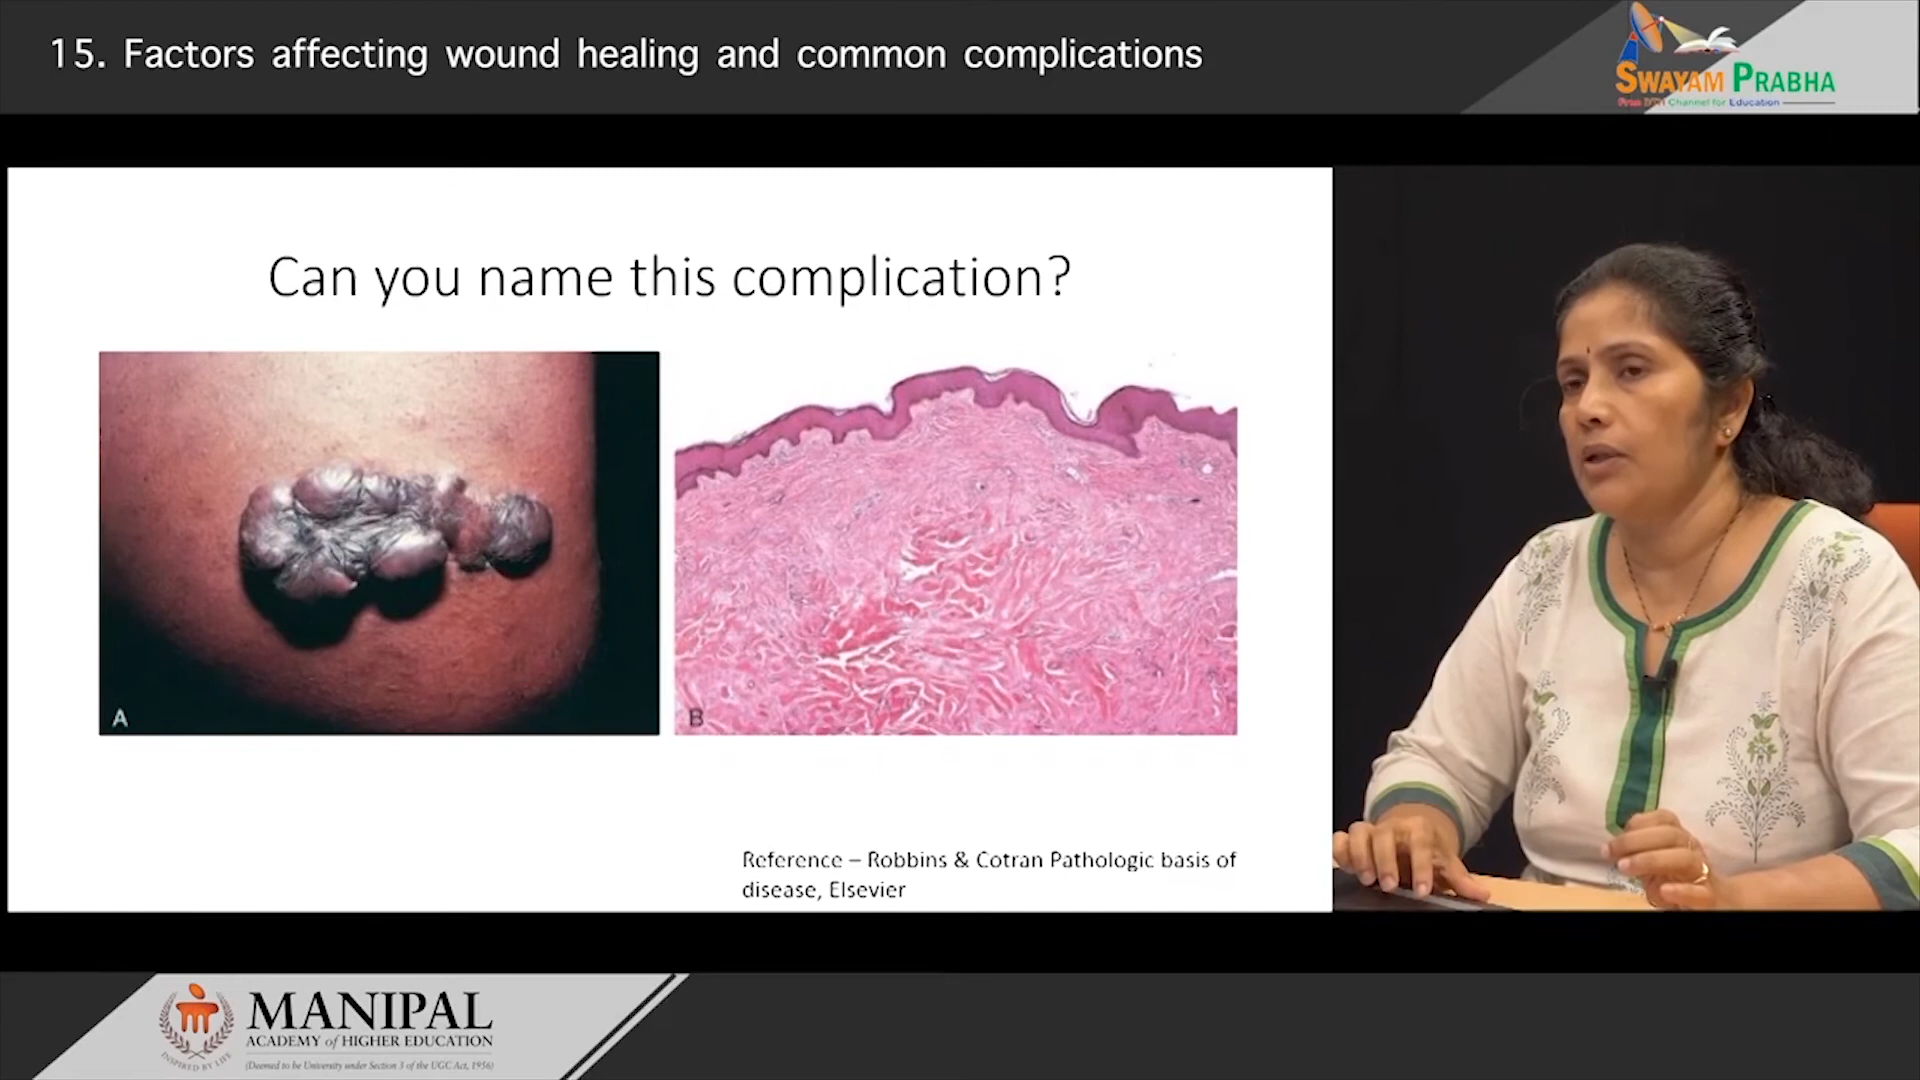 15. Factors affecting wound healing and common complications
SWAYAM PRABHA
Free DTH Channel for Education
Can you name this complication?
A
B
Reference – Robbins & Cotran Pathologic basis of
disease, Elsevier
INSPIRED BY LIFE
MANIPAL
ACADEMY of HIGHER EDUCATION
(Deemed to be University under Section 3 of the UGC Act, 1956)